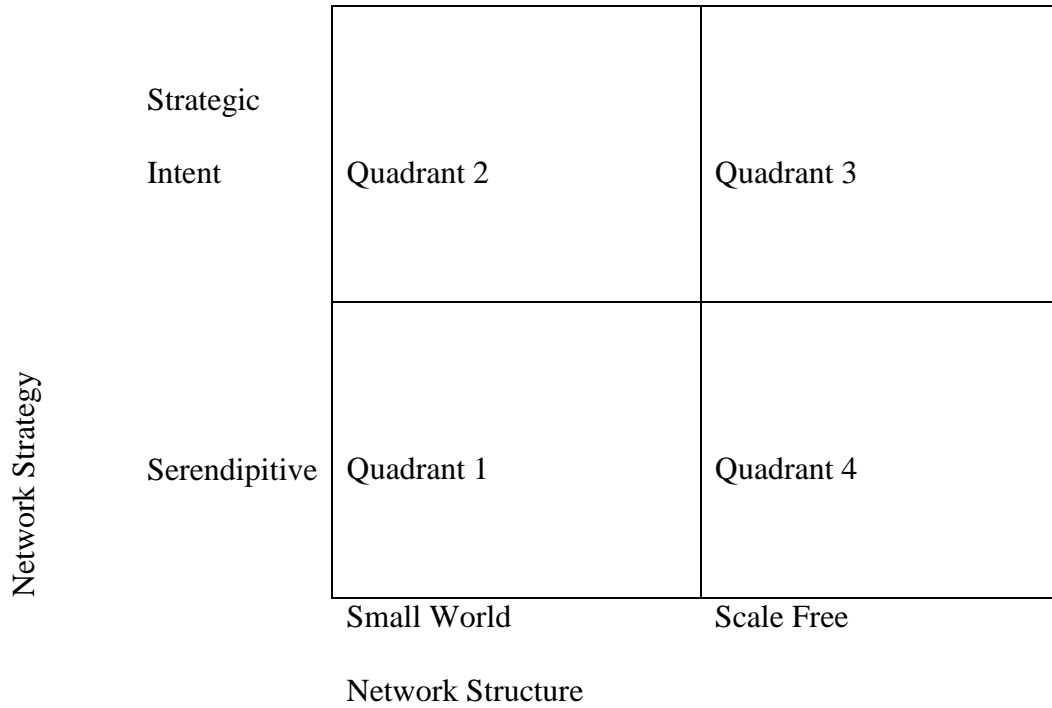 Strategic
Intent
Quadrant 2
Quadrant 3
Network Strategy
Serendipitive
Quadrant 1
Quadrant 4
Small World
Scale Free
Network Structure